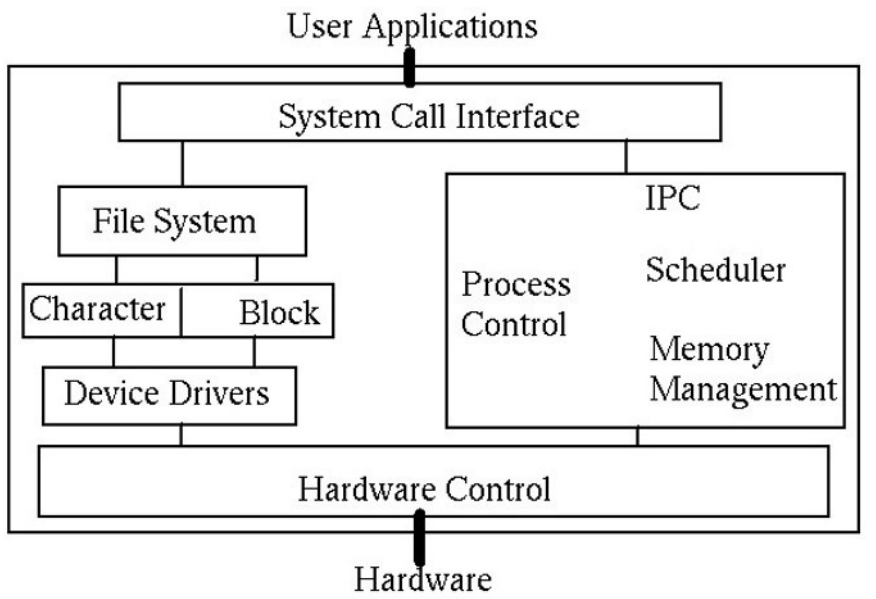 User Applications
System Call Interface
File System
Character
Block
Device Drivers
Process
Control
IPC
Scheduler
Memory
Management
Hardware Control
Hardware